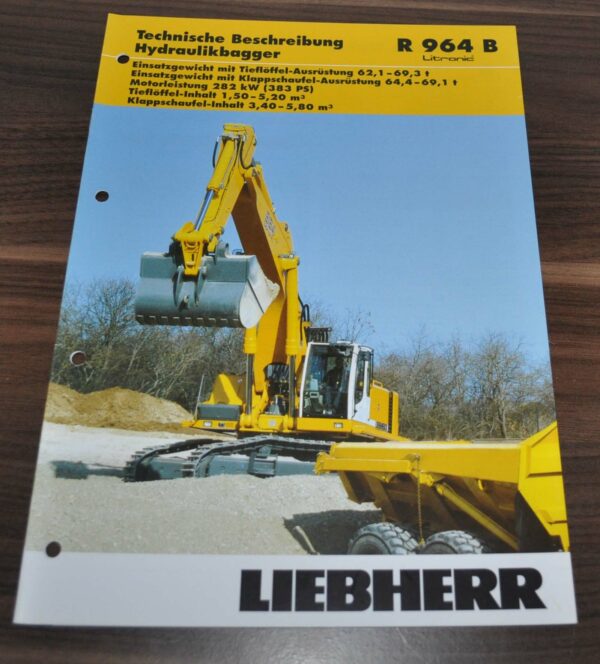 Technische Beschreibung
Hydraulikbagger
R 964 B
Litronic
Einsatzgewicht mit Tieflöffel-Ausrüstung 62,1–69,3 t
Einsatzgewicht mit Klappschaufel-Ausrüstung 64,4–69,1 t
Motorleistung 282 kW (383 PS)
Tieflöffel-Inhalt 1,50–5,20 m³
Klappschaufel-Inhalt 3,40–5,80 m³
LIEBHERR